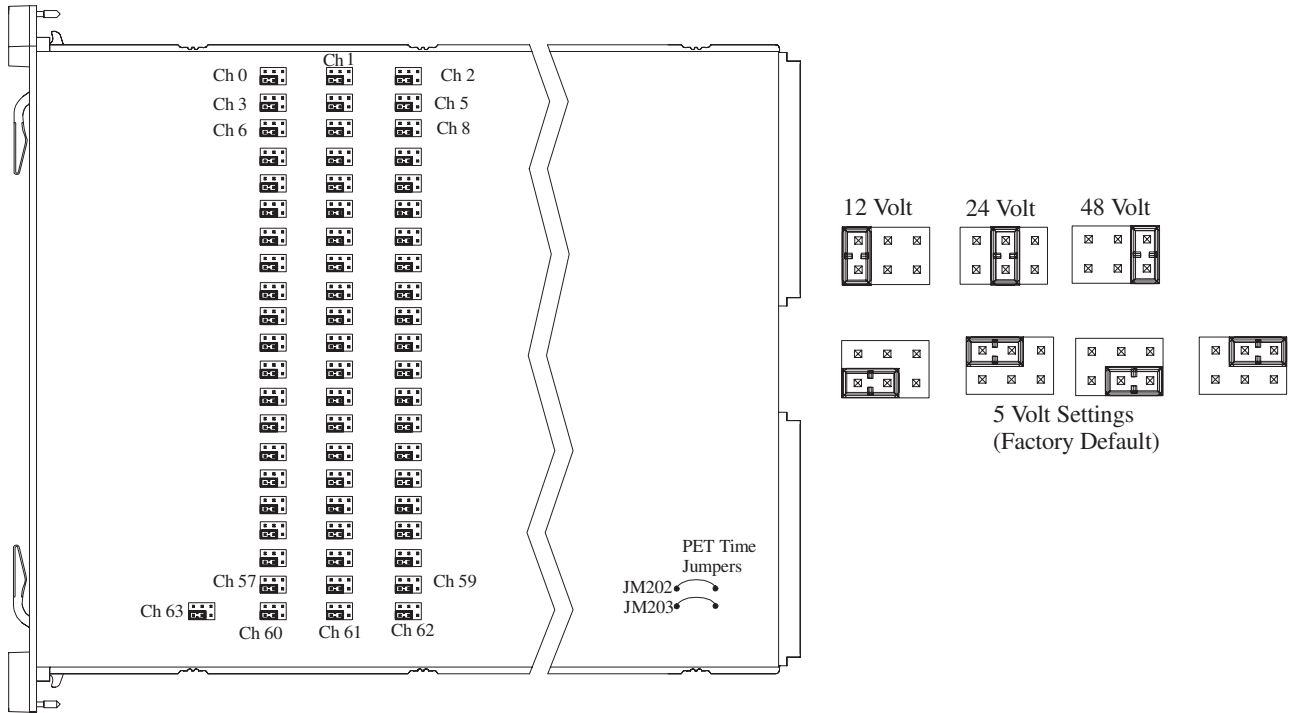 Ch 0
Ch 1
Ch 2
Ch 3
Ch 5
Ch 6
Ch 8
Ch 57
Ch 59
Ch 63
Ch 60
Ch 61
Ch 62
PET Time
Jumpers
JM202
JM203
12 Volt
24 Volt
48 Volt
5 Volt Settings
(Factory Default)